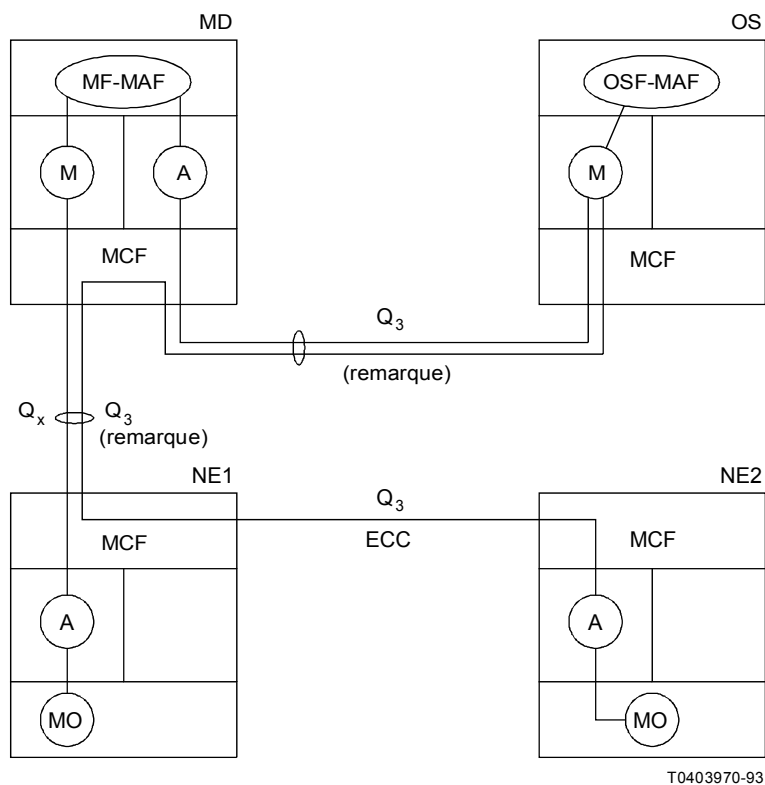 MD
OS
MF-MAF
OSF-MAF
M
A
M
MCF
MCF
Q3
(remarque)
Qx
Q3
(remarque)
NE1
NE2
Q3
MCF
ECC
MCF
A
A
MO
MO
T0403970-93